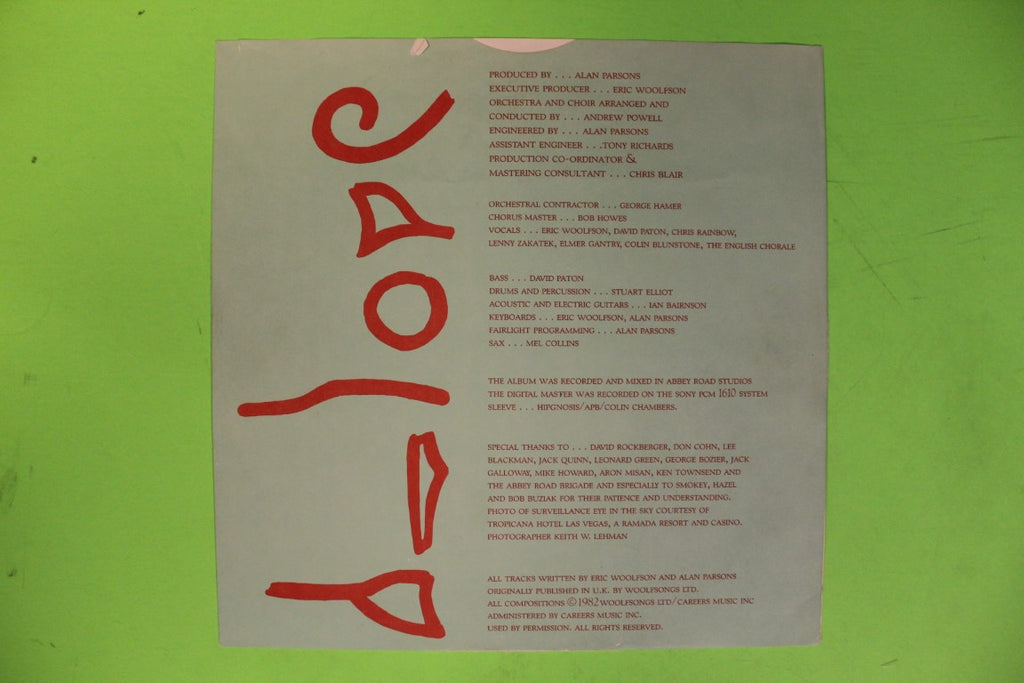 PRODUCED BY . . . ALAN PARSONS
EXECUTIVE PRODUCER . . . ERIC WOOLFSON
ORCHESTRA AND CHOIR ARRANGED AND
CONDUCTED BY . . . ANDREW POWELL
ENGINEERED BY . . . ALAN PARSONS
ASSISTANT ENGINEER . . .TONY RICHARDS
PRODUCTION CO-ORDINATOR &
MASTERING CONSULTANT . . . CHRIS BLAIR
ORCHESTRAL CONTRACTOR . . . GEORGE HAMER
CHORUS MASTER . . . BOB HOWES
VOCALS . . . ERIC WOOLFSON, DAVID PATON, CHRIS RAINBOW,
LENNY ZAKATEK, ELMER GANTRY, COLIN BLUNSTONE, THE ENGLISH CHORALE
BASS . . . DAVID PATON
DRUMS AND PERCUSSION . . . STUART ELLIOT
ACOUSTIC AND ELECTRIC GUITARS . . . IAN BAIRNSON
KEYBOARDS . . . ERIC WOOLFSON, ALAN PARSONS
FAIRLIGHT PROGRAMMING . . . ALAN PARSONS
SAX . . . MEL COLLINS
THE ALBUM WAS RECORDED AND MIXED IN ABBEY ROAD STUDIOS
THE DIGITAL MASTER WAS RECORDED ON THE SONY PCM 1610 SYSTEM
SLEEVE . . . HIPGNOSIS/APB/COLIN CHAMBERS.
SPECIAL THANKS TO . . . DAVID ROCKBERGER, DON COHN, LEE
BLACKMAN, JACK QUINN, LEONARD GREEN, GEORGE BOZIER, JACK
GALLOWAY, MIKE HOWARD, ARON MISAN, KEN TOWNSEND AND
THE ABBEY ROAD BRIGADE AND ESPECIALLY TO SMOKEY, HAZEL
AND BOB BUZIAK FOR THEIR PATIENCE AND UNDERSTANDING.
PHOTO OF SURVEILLANCE EYE IN THE SKY COURTESY OF
TROPICANA HOTEL LAS VEGAS, A RAMADA RESORT AND CASINO.
PHOTOGRAPHER KEITH W. LEHMAN
ALL TRACKS WRITTEN BY ERIC WOOLFSON AND ALAN PARSONS
ORIGINALLY PUBLISHED IN U.K. BY WOOLFSONGS LTD.
ALL COMPOSITIONS ©1982 WOOLFSONGS LTD/CAREERS MUSIC INC
ADMINISTERED BY CAREERS MUSIC INC.
USED BY PERMISSION. ALL RIGHTS RESERVED.